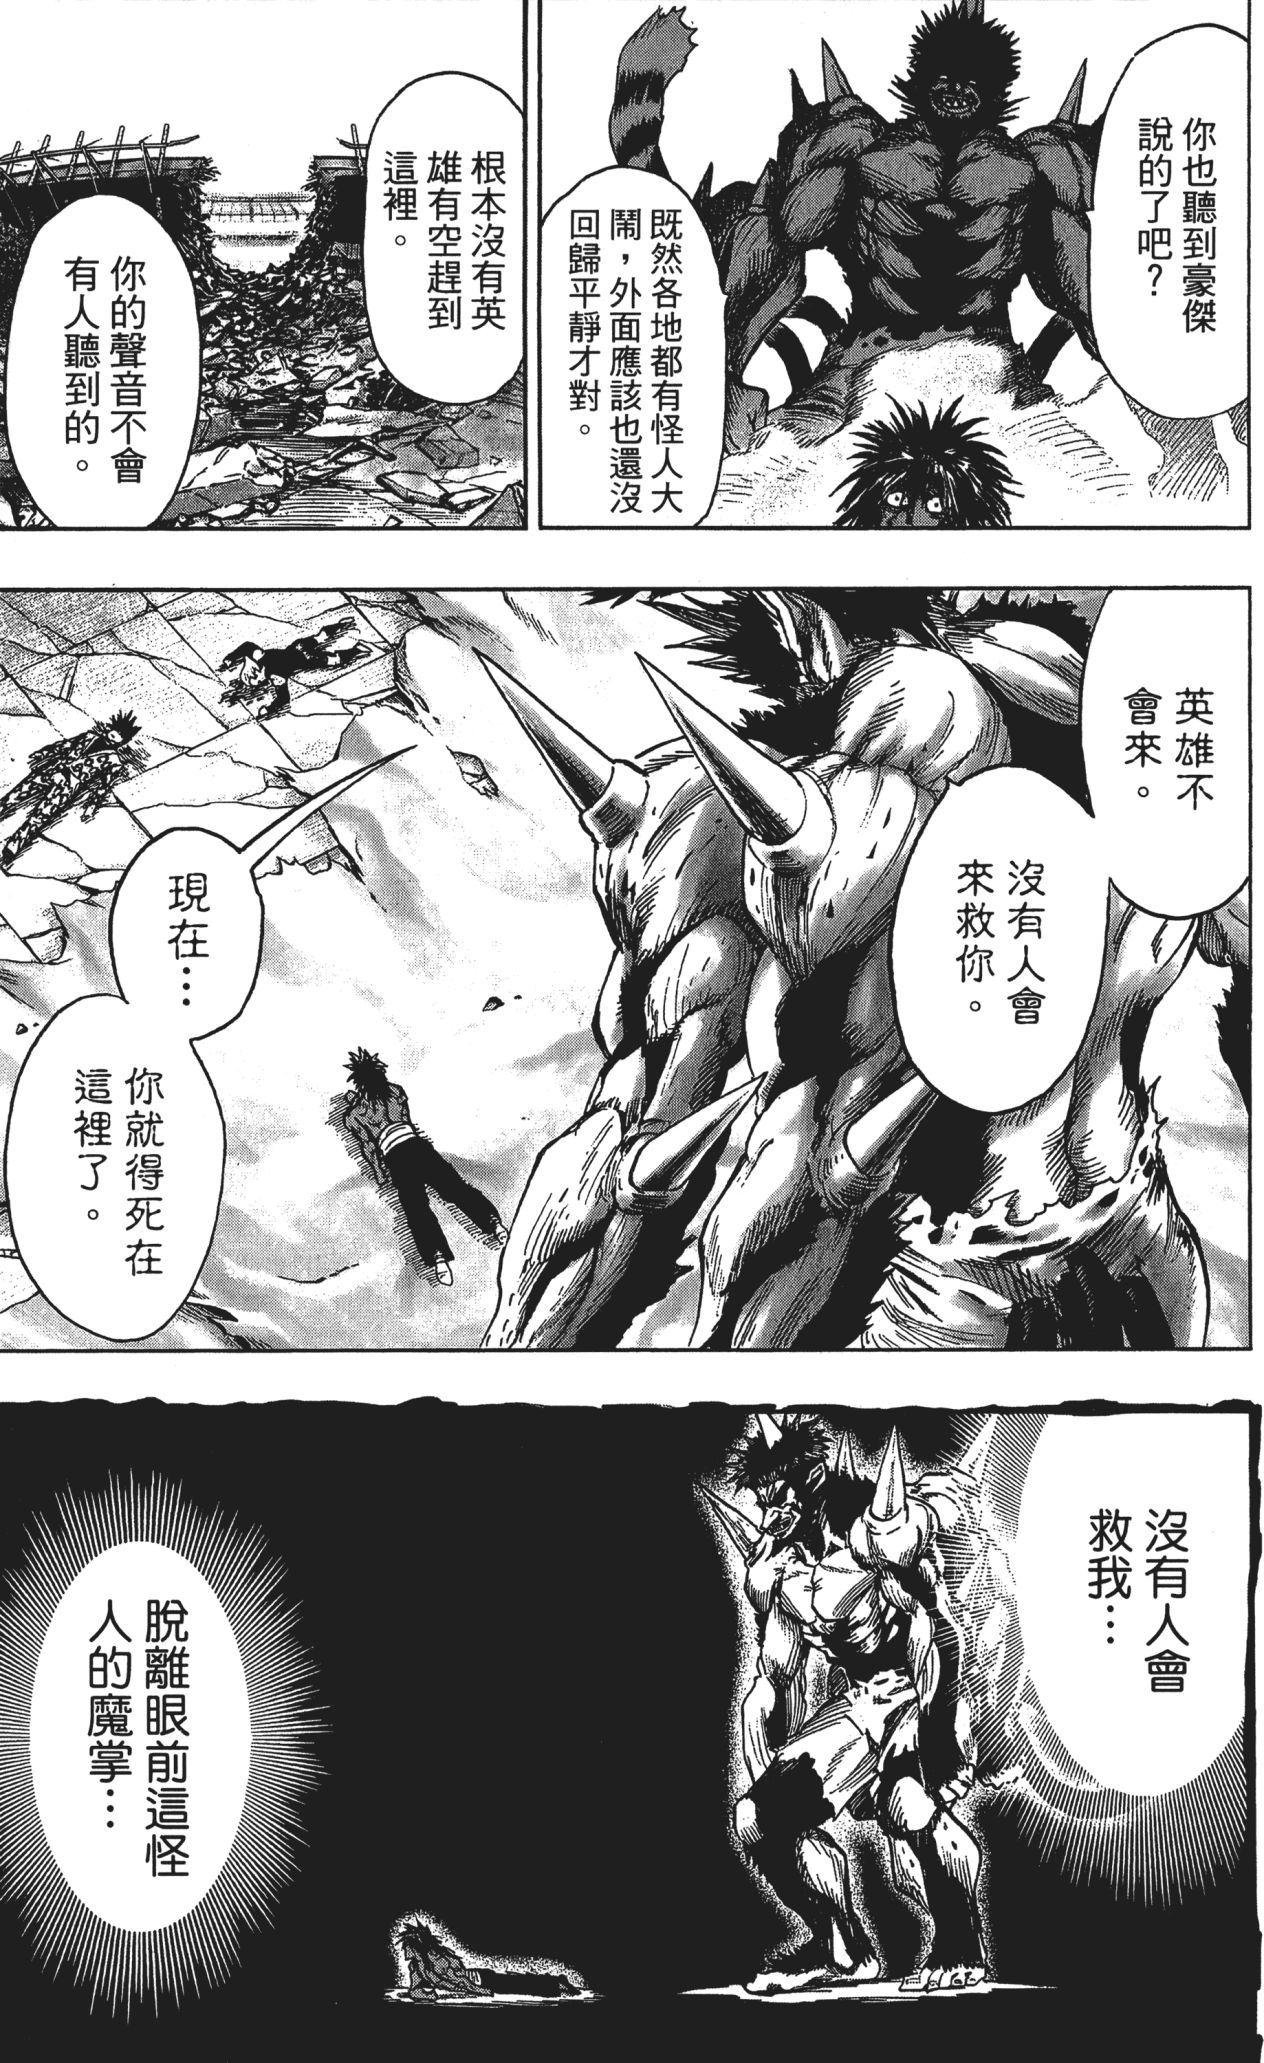 你也聽到豪傑
說的了吧?
既然各地都有怪人大
鬧，外面應該也還沒
回歸平靜才對。
根本沒有英
雄有空趕到
這裡。
你的聲音不會
有人聽到的。
英雄不
會來。
沒有人會
來救你。
現在…
你就得死在
這裡了。
沒有人會
救我…
脫離眼前這怪
人的魔掌…